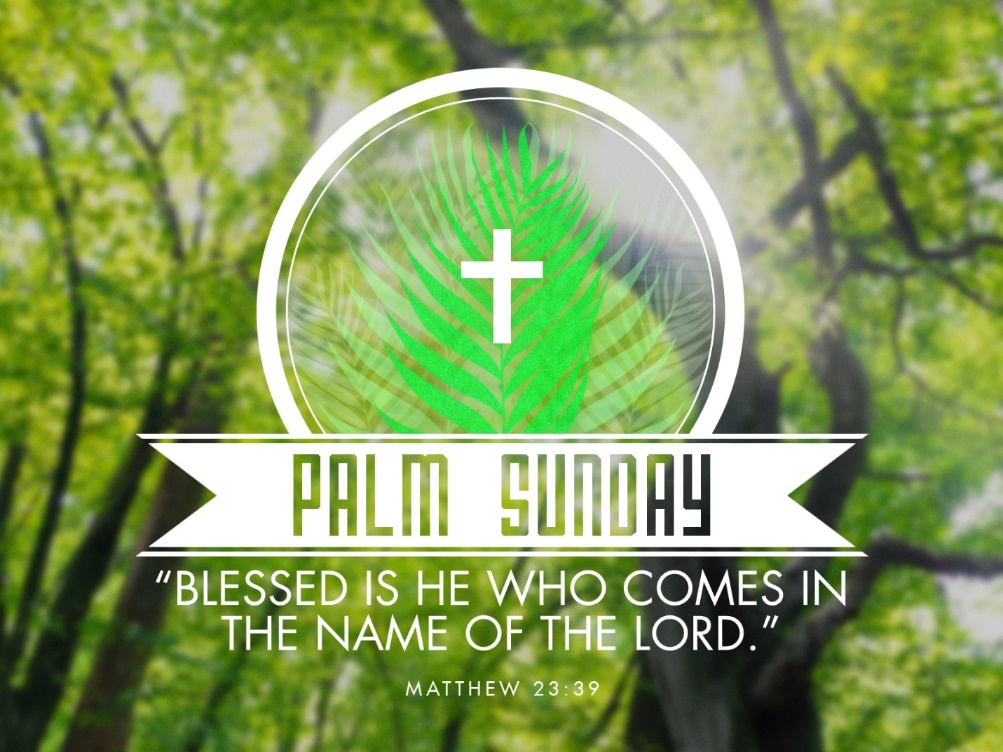 PALM SUNDAY
“BLESSED IS HE WHO COMES IN
THE NAME OF THE LORD.”
MATTHEW 23:39